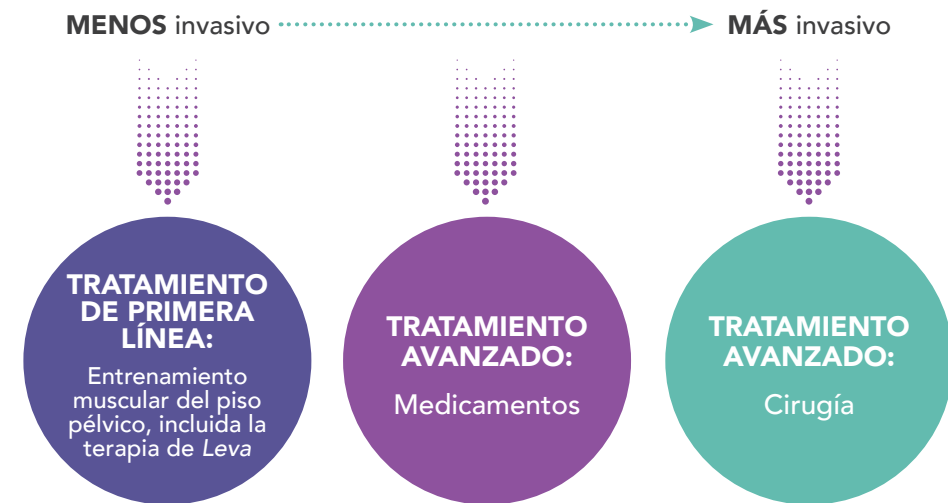 MENOS invasivo
MÁS invasivo
TRATAMIENTO
DE PRIMERA
LÍNEA:
Entrenamiento
muscular del piso
pélvico, incluida la
terapia de Leva
TRATAMIENTO
AVANZADO:
Medicamentos
TRATAMIENTO
AVANZADO:
Cirugía